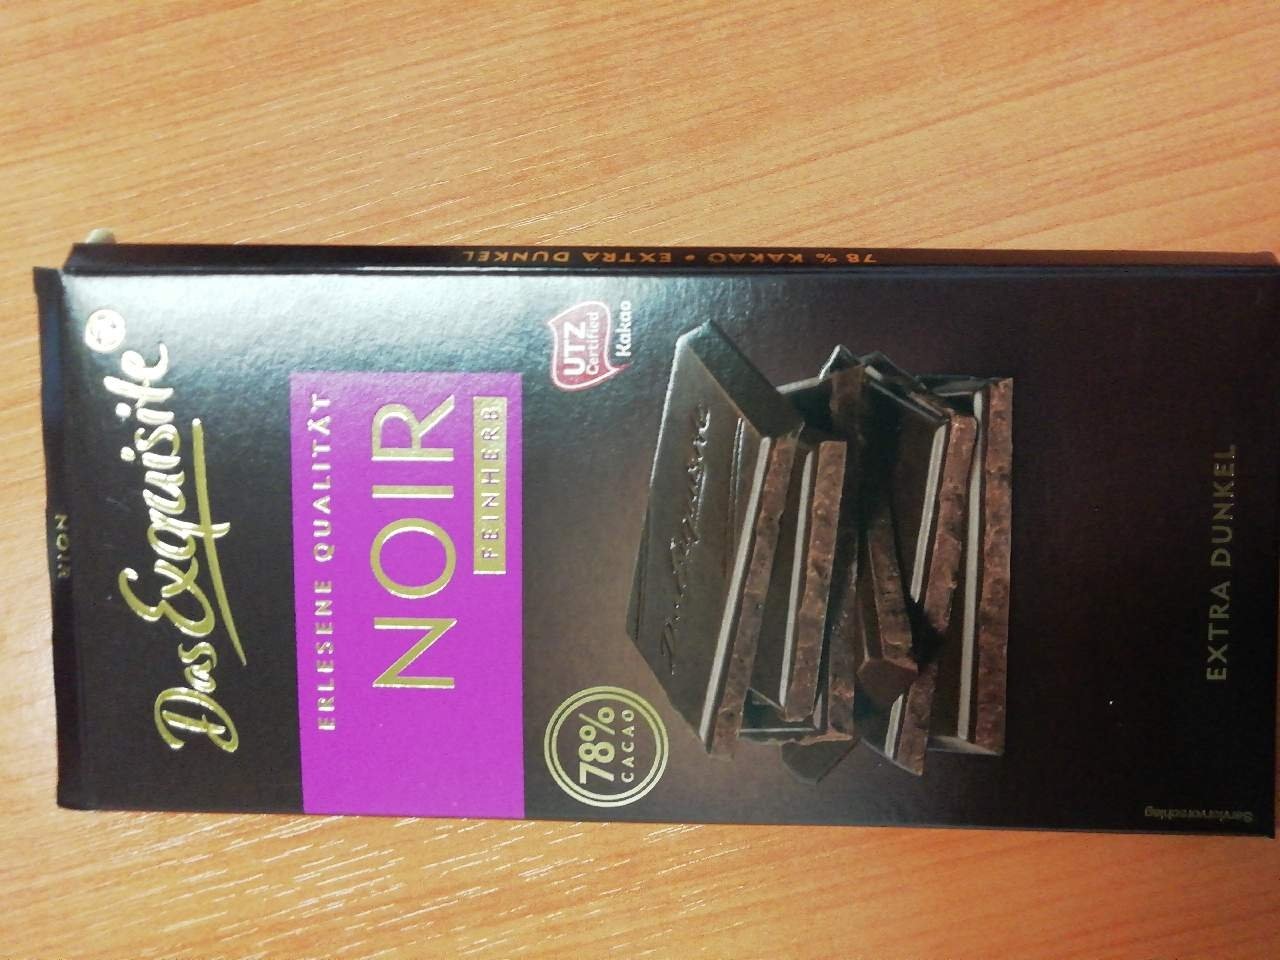 NOIR
Das Exquisite
ERLESENE QUALITÄT
NOIR
FEINHERB
UTZ
Certified
Kakao
78%
CACAO
EXTRA DUNKEL
Serviervorschlag
78 % KAKAO • EXTRA DUNKEL